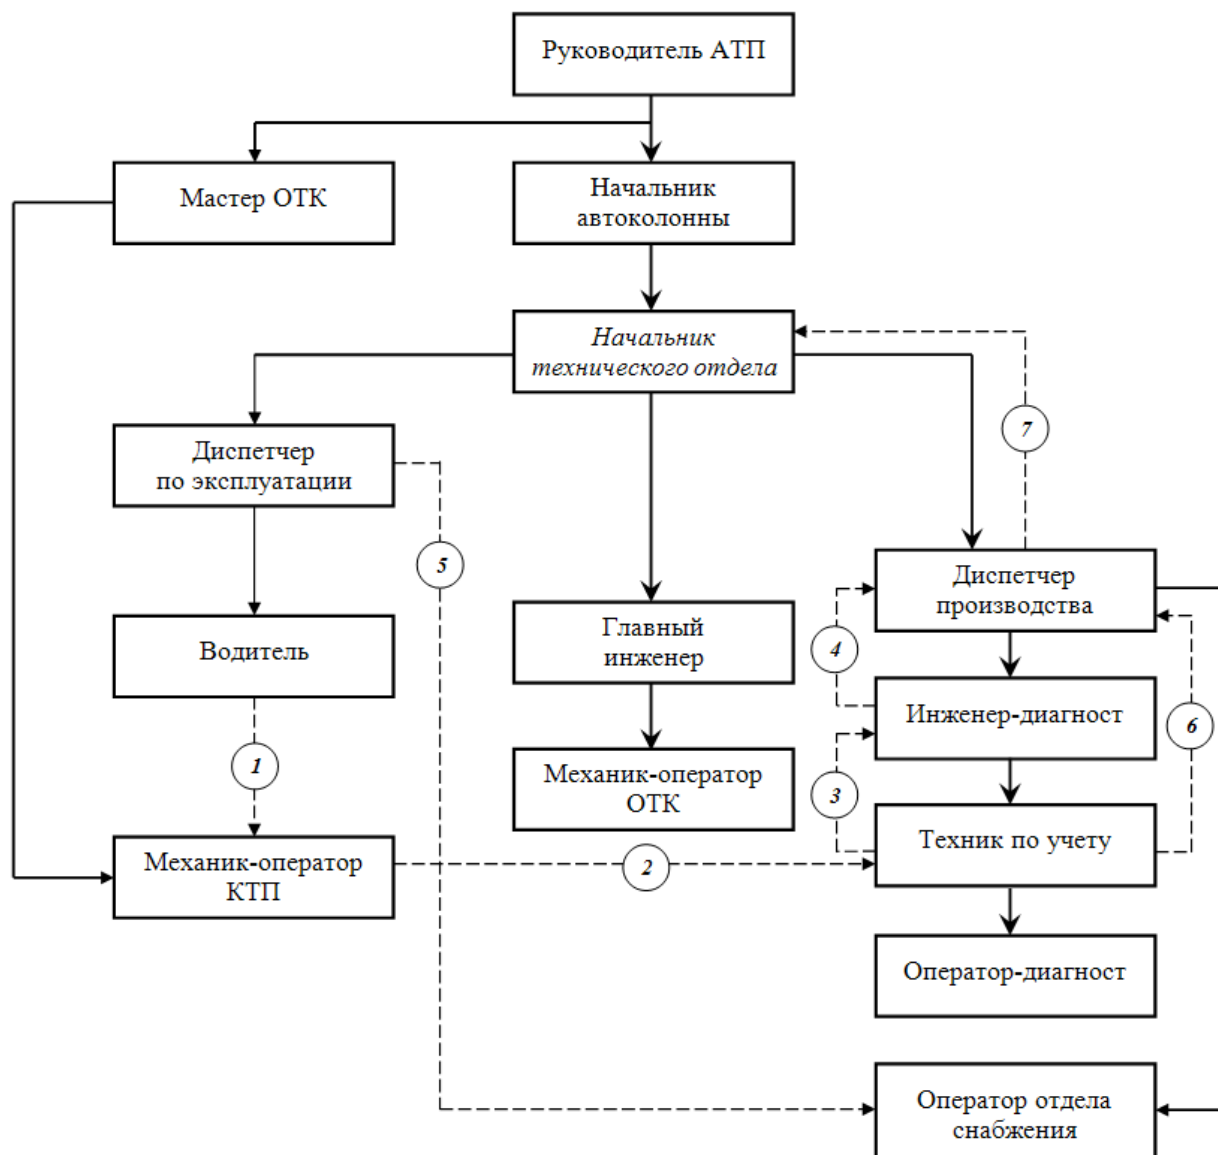 Руководитель АТП
Мастер ОТК
Начальник
автоколонны
Начальник
технического отдела
7
Диспетчер
по эксплуатации
5
Диспетчер
производства
Водитель
Главный
инженер
4
Инженер-диагност
6
1
Механик-оператор
ОТК
3
Техник по учету
Механик-оператор
КТП
2
Оператор-диагност
Оператор отдела
снабжения